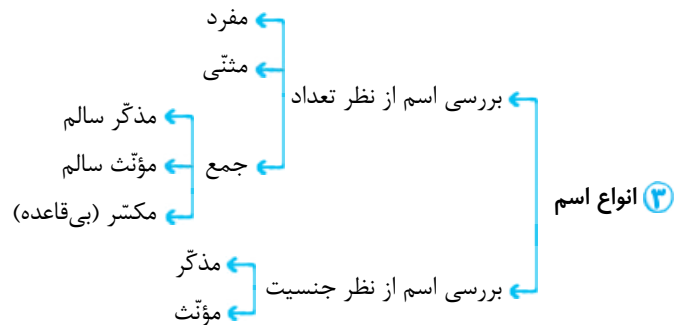 ۳ انواع اسم
بررسی اسم از نظر تعداد
مفرد
مثنّی
جمع
مذکّر سالم
مؤنّث سالم
مکسّر (بی‌قاعده)
بررسی اسم از نظر جنسیت
مذکّر
مؤنّث